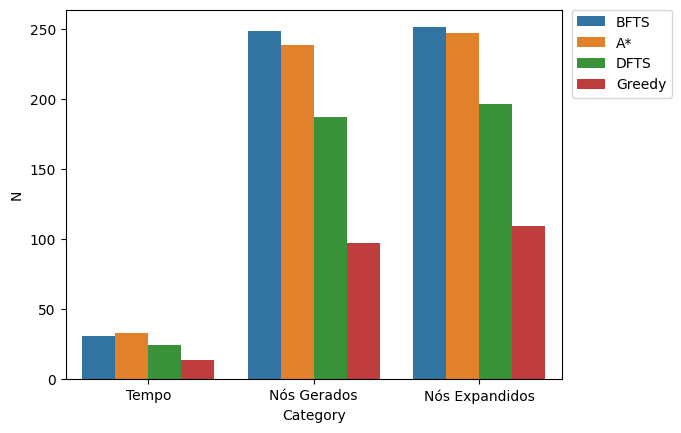 250
200
150
100
50
0
N
Tempo
Nós Gerados
Nós Expandidos
Category
BFTS
A*
DFTS
Greedy